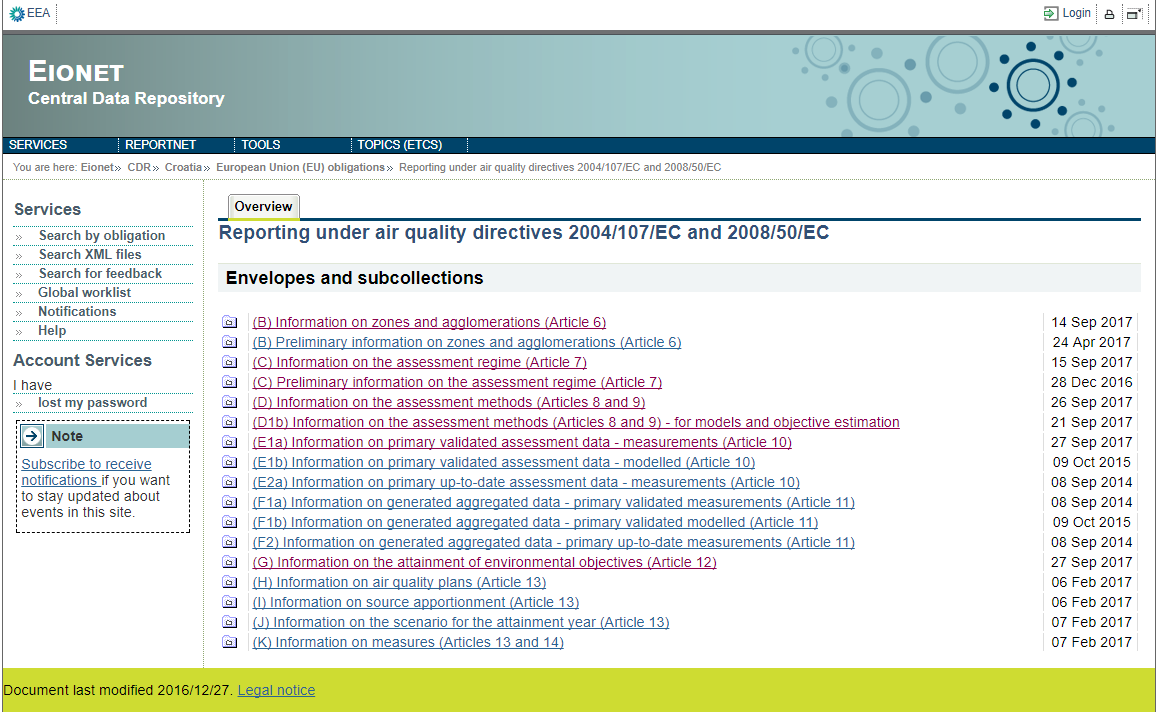 EEA
Login
EIONET
Central Data Repository
SERVICES REPORTNET TOOLS TOPICS (ETCS)
You are here: Eionet» CDR» Croatia» European Union (EU) obligations» Reporting under air quality directives 2004/107/EC and 2008/50/EC
Services
» Search by obligation
» Search XML files
» Search for feedback
» Global worklist
» Notifications
» Help
Account Services
I have
» lost my password
Note
Subscribe to receive
notifications if you want
to stay updated about
events in this site.
Overview
Reporting under air quality directives 2004/107/EC and 2008/50/EC
Envelopes and subcollections
(B) Information on zones and agglomerations (Article 6) 14 Sep 2017
(B) Preliminary information on zones and agglomerations (Article 6) 24 Apr 2017
(C) Information on the assessment regime (Article 7) 15 Sep 2017
(C) Preliminary information on the assessment regime (Article 7) 28 Dec 2016
(D) Information on the assessment methods (Articles 8 and 9) 26 Sep 2017
(D1b) Information on the assessment methods (Articles 8 and 9) - for models and objective estimation 21 Sep 2017
(E1a) Information on primary validated assessment data - measurements (Article 10) 27 Sep 2017
(E1b) Information on primary validated assessment data - modelled (Article 10) 09 Oct 2015
(E2a) Information on primary up-to-date assessment data - measurements (Article 10) 08 Sep 2014
(F1a) Information on generated aggregated data - primary validated measurements (Article 11) 08 Sep 2014
(F1b) Information on generated aggregated data - primary validated modelled (Article 11) 09 Oct 2015
(F2) Information on generated aggregated data - primary up-to-date measurements (Article 11) 08 Sep 2014
(G) Information on the attainment of environmental objectives (Article 12) 27 Sep 2017
(H) Information on air quality plans (Article 13) 06 Feb 2017
(I) Information on source apportionment (Article 13) 06 Feb 2017
(J) Information on the scenario for the attainment year (Article 13) 07 Feb 2017
(K) Information on measures (Articles 13 and 14) 07 Feb 2017
Document last modified 2016/12/27. Legal notice